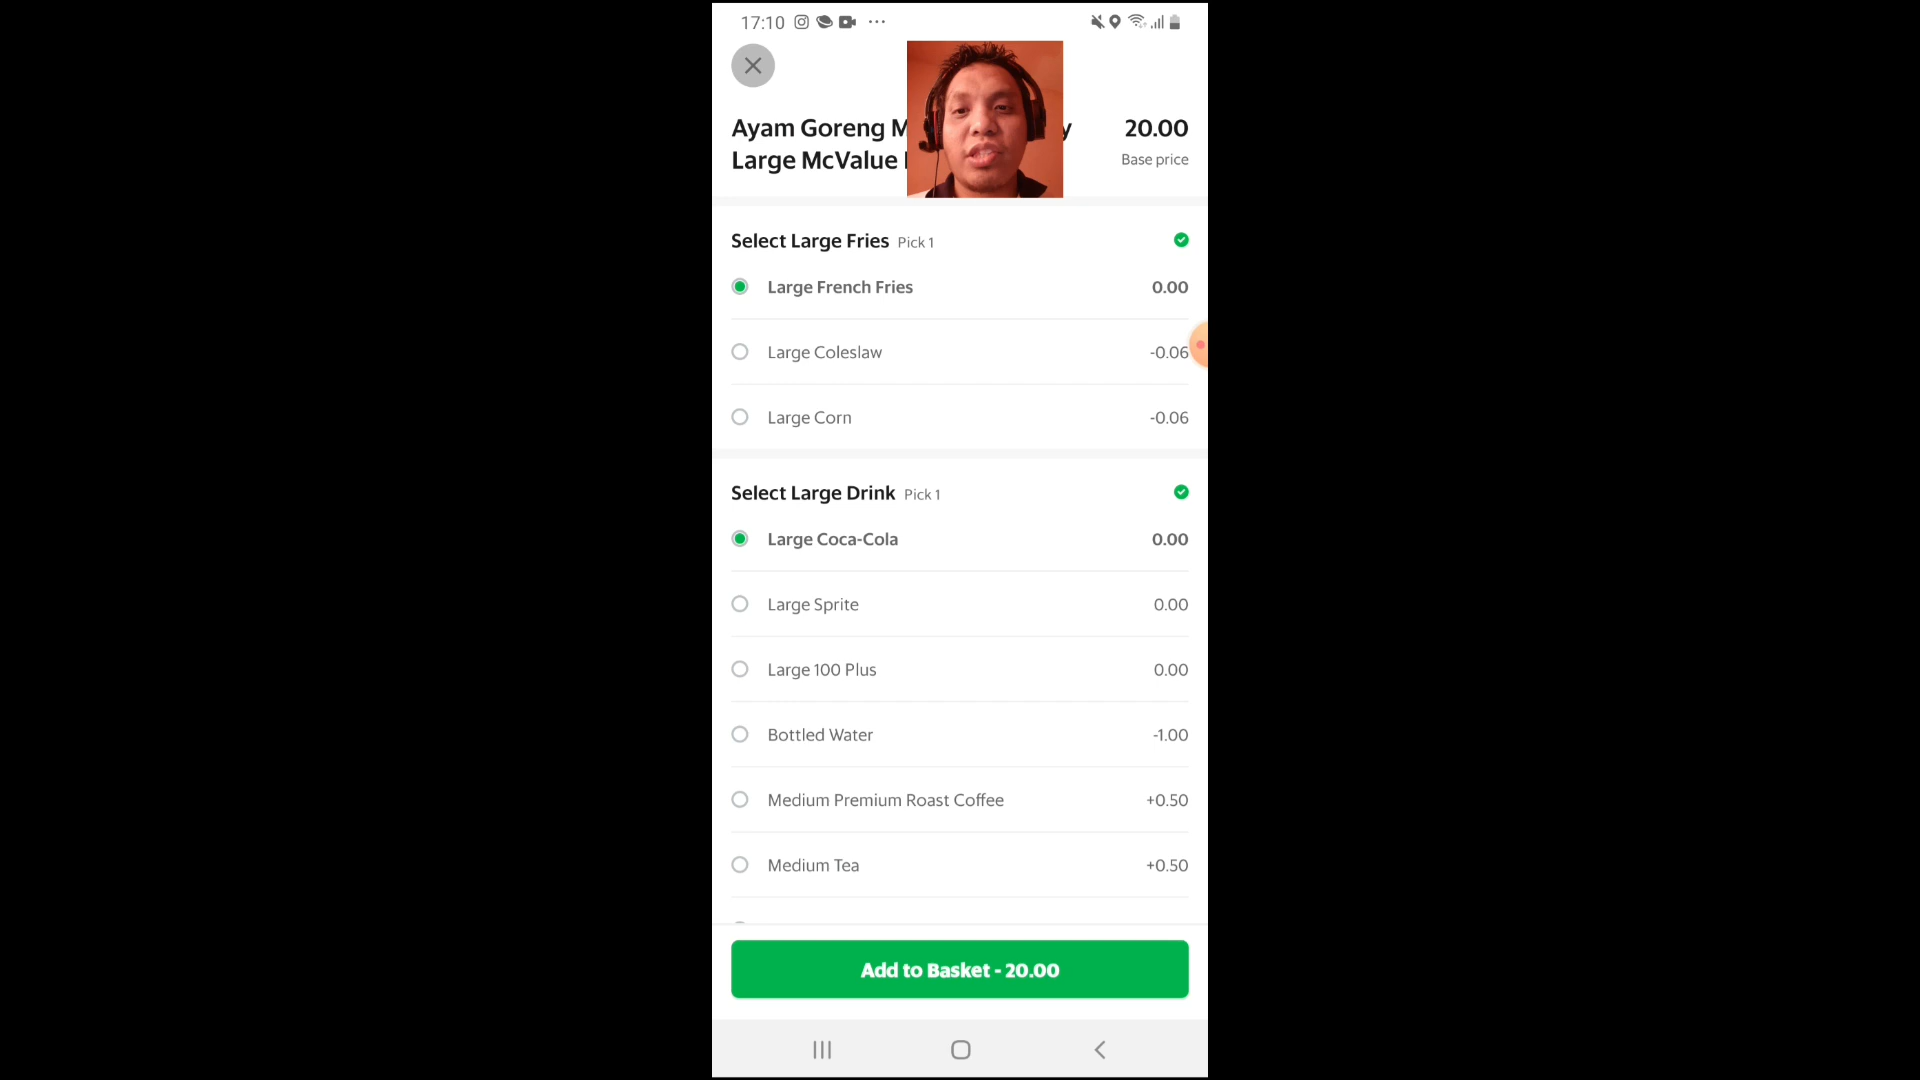 17:10
Ayam Goreng M y 20.00
Large McValue Base price
Select Large Fries Pick 1
Large French Fries 0.00
Large Coleslaw -0.06
Large Corn -0.06
Select Large Drink Pick 1
Large Coca-Cola 0.00
Large Sprite 0.00
Large 100 Plus 0.00
Bottled Water -1.00
Medium Premium Roast Coffee +0.50
Medium Tea +0.50
Add to Basket - 20.00